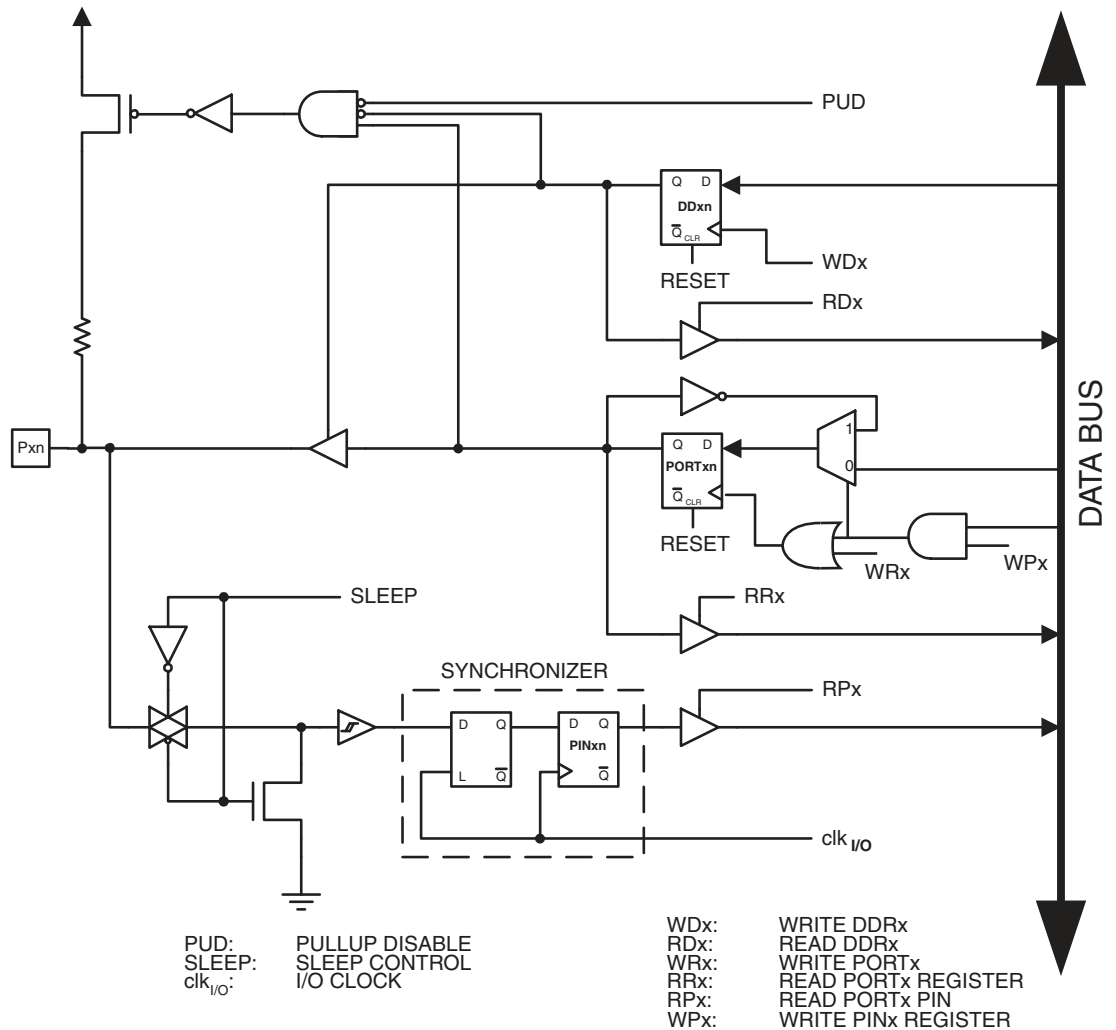 PUD
Q D
DDxn
Q CLR
WDx
RESET
RDx
Pxn
1
Q D
PORTxn
0
Q CLR
RESET
WRx
WPx
DATA BUS
SLEEP
RRx
SYNCHRONIZER
RPx
D Q
D Q
PINxn
L Q
Q
clk I/O
PUD: PULLUP DISABLE
SLEEP: SLEEP CONTROL
clkI/O: I/O CLOCK
WDx: WRITE DDRx
RDx: READ DDRx
WRx: WRITE PORTx
RRx: READ PORTx REGISTER
RPx: READ PORTx PIN
WPx: WRITE PINx REGISTER